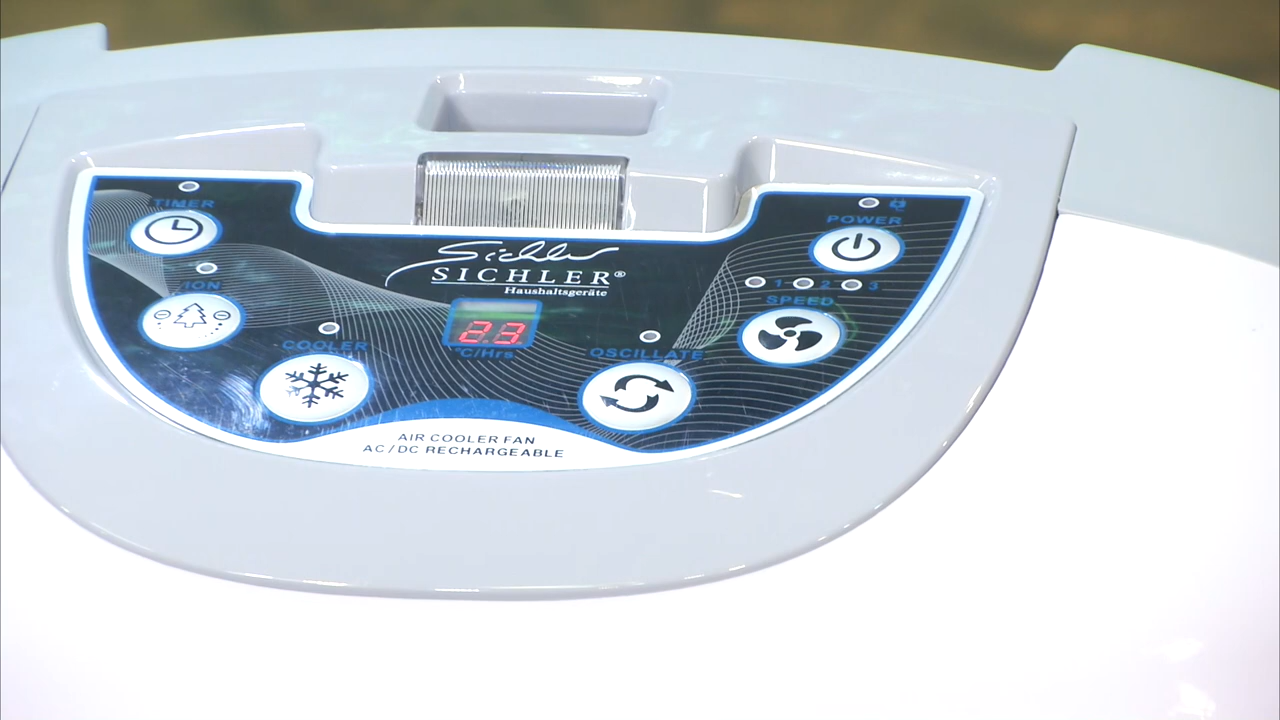 TIMER
POWER
ION
1 2 3
SPEED
Sichler
SICHLER®
Haushaltsgeräte
23
°C/Hrs
COOLER
OSCILLATE
AIR COOLER FAN
AC/DC RECHARGEABLE